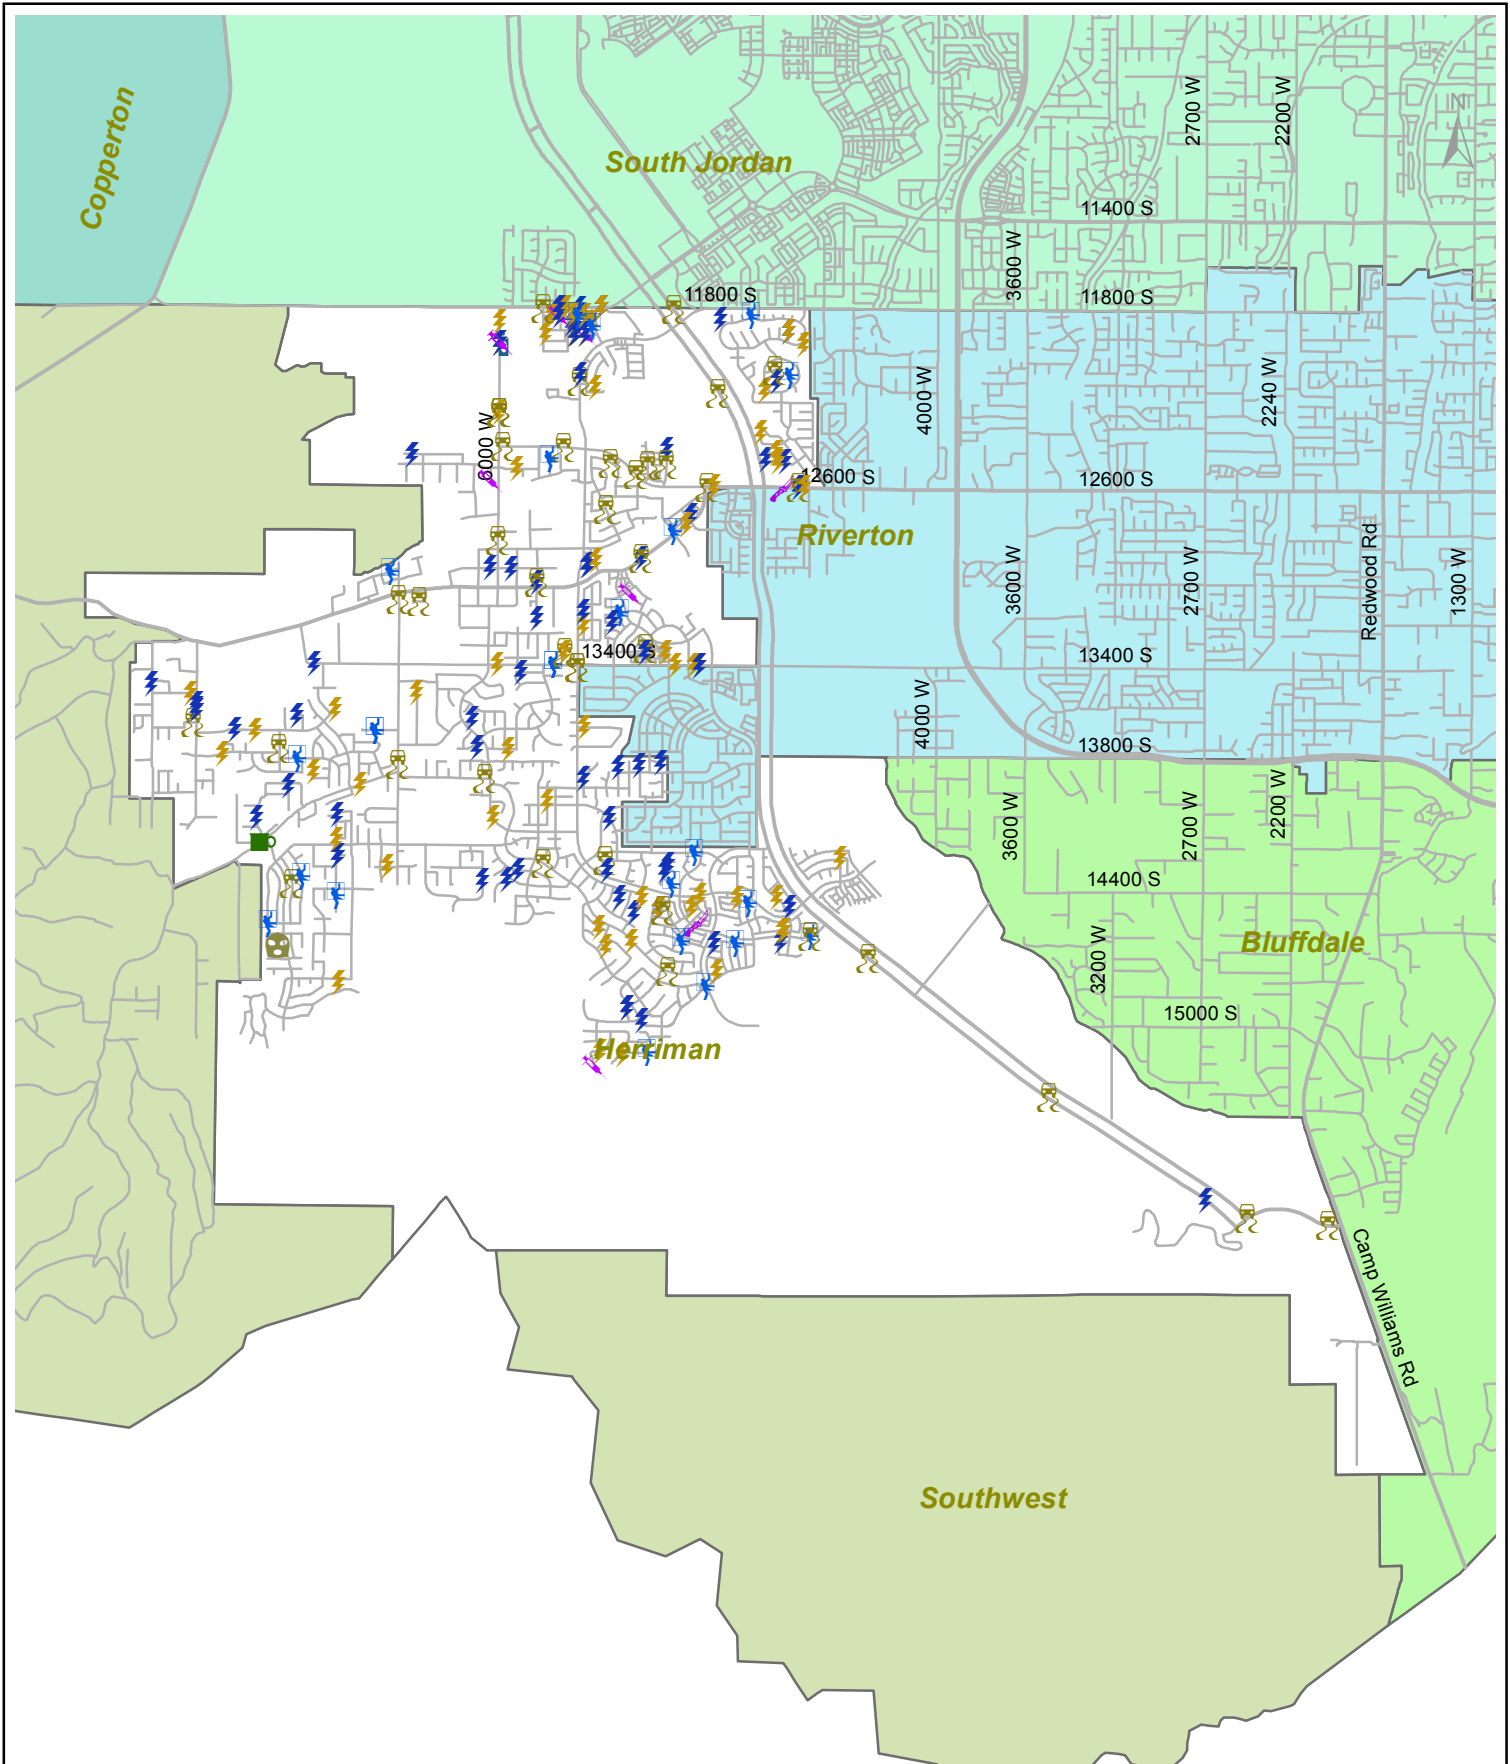 N
2700 W
2200 W
Copperton
South Jordan
11400 S
3600 W
11800 S
11800 S
4000 W
2240 W
6000 W
12600 S
12600 S
Riverton
Redwood Rd
3600 W
2700 W
1300 W
13400 S
13400 S
4000 W
13800 S
3600 W
2700 W
2200 W
14400 S
3200 W
Bluffdale
15000 S
Herriman
Camp Williams Rd
Southwest